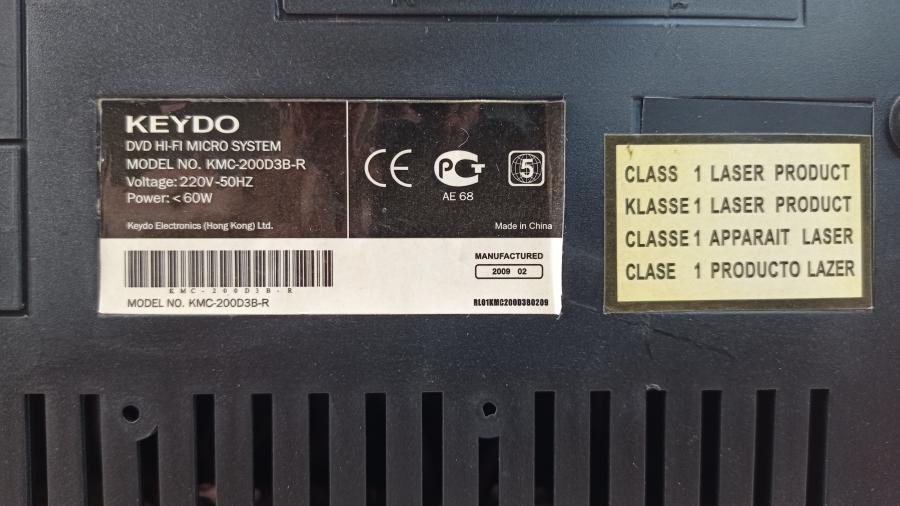 KEYDO
DVD HI-FI MICRO SYSTEM
MODEL NO. KMC-200D3B-R
Voltage: 220V~50HZ
Power: < 60W
Keydo Electronics (Hong Kong) Ltd.
CE PCT 5
AE 68
Made in China
KMC-200D3B-R
MODEL NO. KMC-200D3B-R
MANUFACTURED
2009 02
RL01KMC200D3B0209
CLASS 1 LASER PRODUCT
KLASSE 1 LASER PRODUCT
CLASSE 1 APPARAIT LASER
CLASE 1 PRODUCTO LAZER